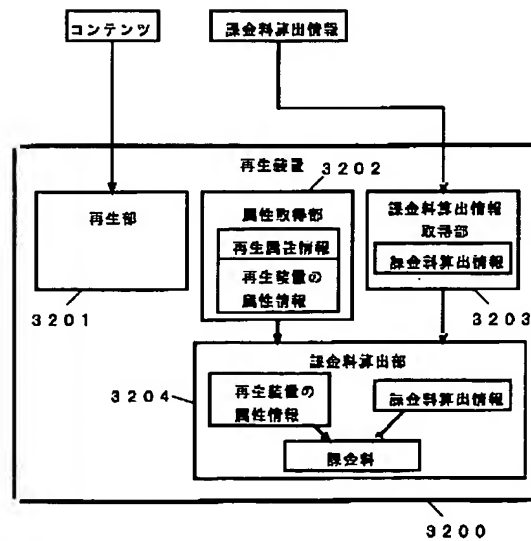 コンテンツ
課金料算出情報
再生装置
3202
再生部
属性取得部
再生属性情報
再生装置の
属性情報
課金料算出情報
取得部
課金料算出情報
3201
3203
課金料算出部
3204
再生装置の
属性情報
課金料算出情報
課金料
3200